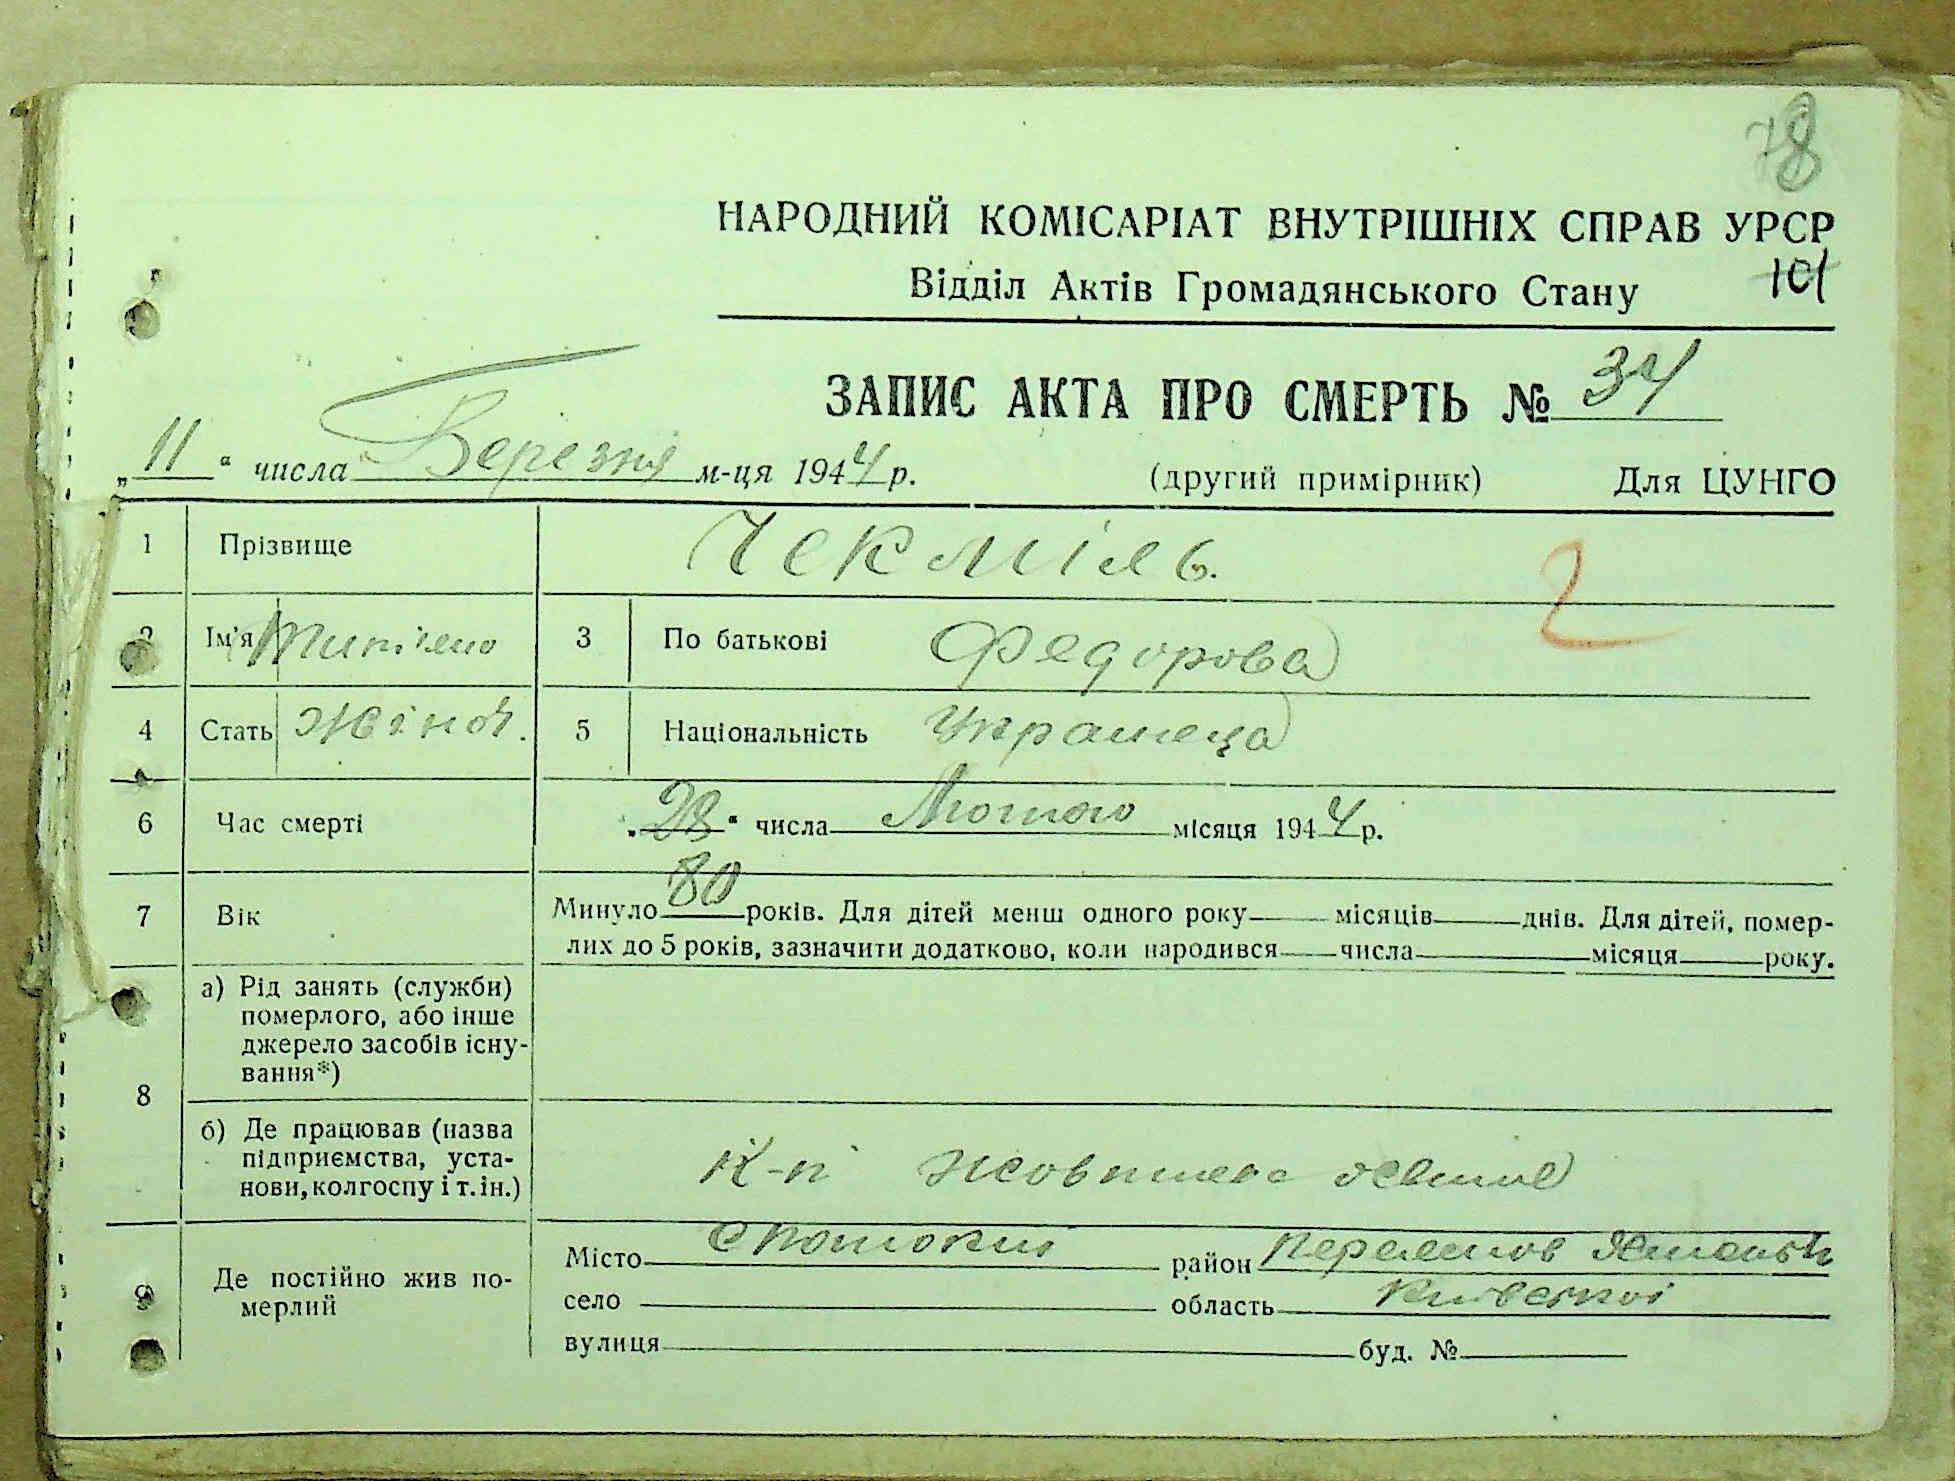 78
НАРОДНИЙ КОМІСАРІАТ ВНУТРІШНІХ СПРАВ УРСР
Відділ Актів Громадянського Стану
101
ЗАПИС АКТА ПРО СМЕРТЬ № 34
„11“ числа Березня м-ця 1944 р. (другий примірник) Для ЦУНГО
1 Прізвище Чекміль.
2
2 Ім'я 3 По батькові Федорова
4 Стать Жіноч. 5 Національність
6 Час смерті „28“ числа Лютого місяця 1944 р.
7 Вік Минуло 80 років. Для дітей менш одного року місяців днів. Для дітей, помер-
лих до 5 років, зазначити додатково, коли народився числа місяця року.
8 а) Рід занять (служби)
померлого, або інше
джерело засобів існу-
вання*)
б) Де працював (назва
підприємства, уста-
нови, колгоспу і т. ін.)
К-п
9 Де постійно жив по-
мерлий
Місто район
село область Київської
вулиця буд. №